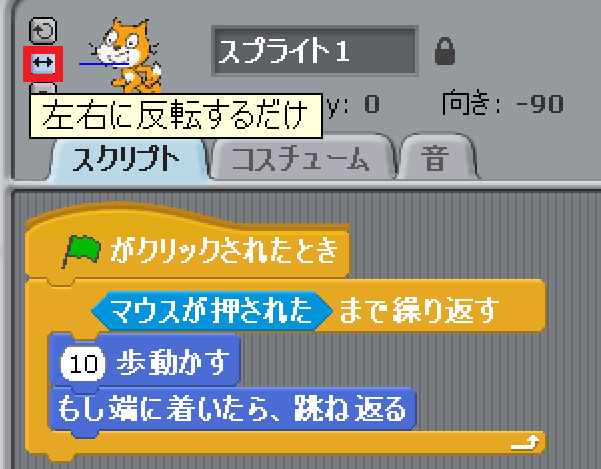 スプライト1
y: 0 向き: -90
左右に反転するだけ
スクリプト コスチューム 音
がクリックされたとき
マウスが押された まで繰り返す
10 歩動かす
もし端に着いたら、跳ね返る